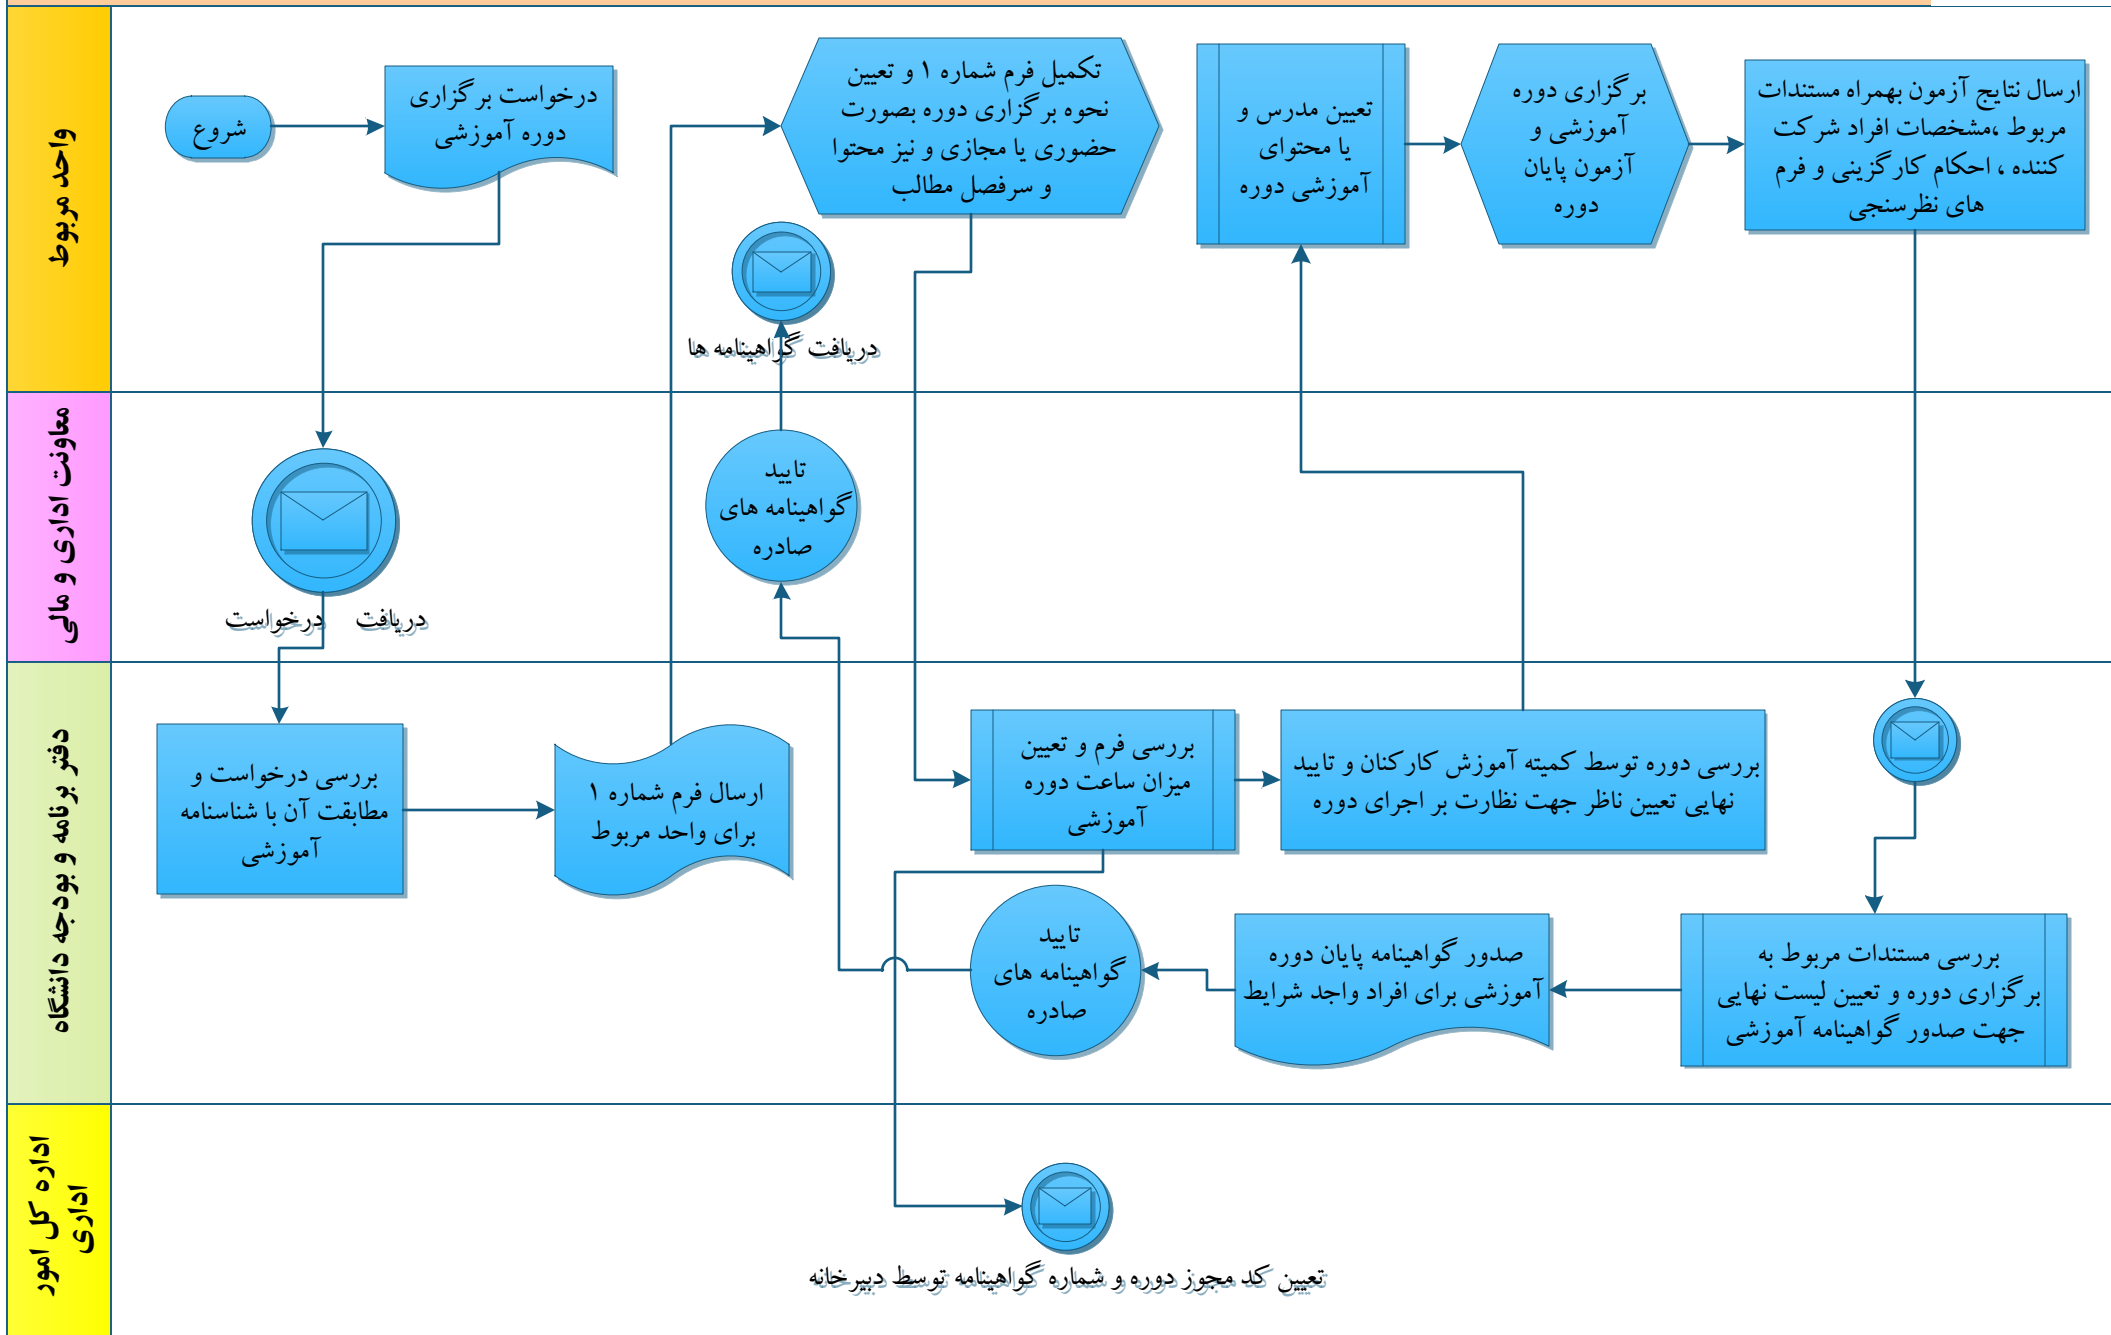 واحد مربوط
شروع
درخواست برگزاری
دوره آموزشی
تکمیل فرم شماره ۱ و تعیین
نحوه برگزاری دوره بصورت
حضوری یا مجازی و نیز محتوا
و سرفصل مطالب
تعیین مدرس و
یا محتوای
آموزشی دوره
برگزاری دوره
آموزشی و
آزمون پایان
دوره
ارسال نتایج آزمون بهمراه مستندات
مربوط ،مشخصات افراد شرکت
کننده ، احکام کارگزینی و فرم
های نظرسنجی
دریافت گواهینامه ها
معاونت اداری و مالی
دریافت درخواست
تایید
گواهینامه های
صادره
دفتر برنامه و بودجه دانشگاه
بررسی درخواست و
مطابقت آن با شناسنامه
آموزشی
ارسال فرم شماره ۱
برای واحد مربوط
بررسی فرم و تعیین
میزان ساعت دوره
آموزشی
بررسی دوره توسط کمیته آموزش کارکنان و تایید
نهایی تعیین ناظر جهت نظارت بر اجرای دوره
بررسی مستندات مربوط به
برگزاری دوره و تعیین لیست نهایی
جهت صدور گواهینامه آموزشی
صدور گواهینامه پایان دوره
آموزشی برای افراد واجد شرایط
تایید
گواهینامه های
صادره
اداره کل امور
اداری
تعیین کد مجوز دوره و شماره گواهینامه توسط دبیرخانه